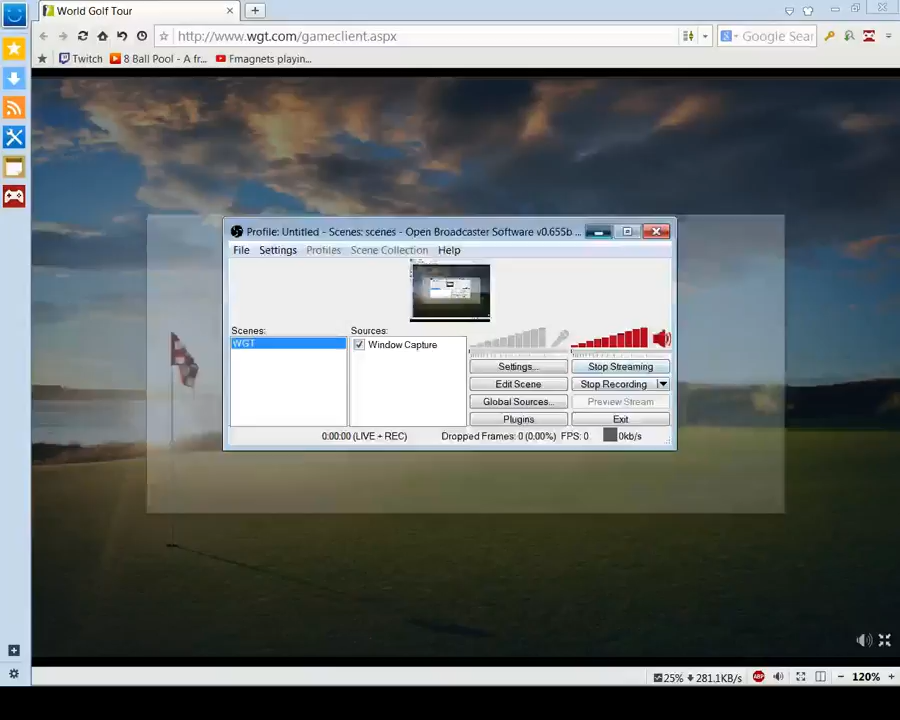 World Golf Tour
http://www.wgt.com/gameclient.aspx
Google Sear
Twitch
8 Ball Pool - A fr...
Fmagnets playin...
Profile: Untitled - Scenes: scenes - Open Broadcaster Software v0.655b ...
File Settings Profiles Scene Collection Help
Scenes: Sources:
WGT
Window Capture
Settings... Stop Streaming
Edit Scene Stop Recording
Global Sources... Preview Stream
Plugins Exit
0:00:00 (LIVE + REC) Dropped Frames: 0 (0.00%) FPS: 0 0kb/s
25% 281.1KB/s ABP 120%